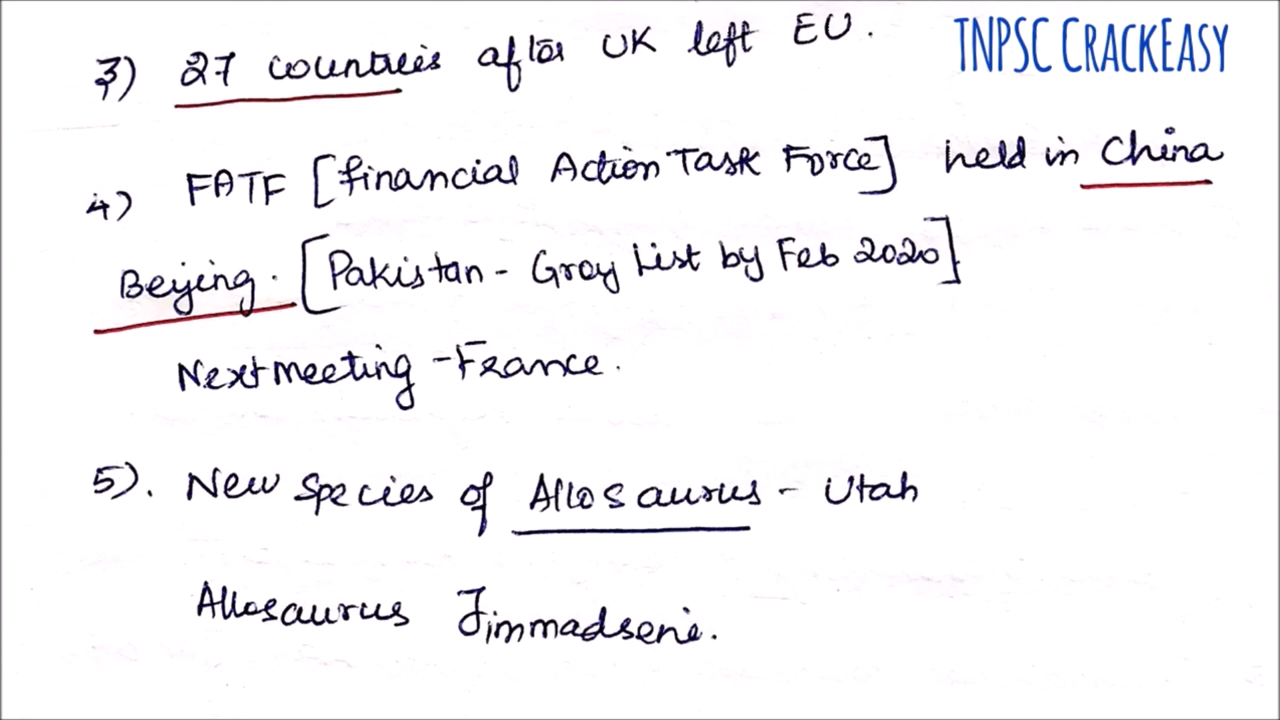 TNPSC CRACKEASY
3) 27 countries after UK left EU.
4) FATF [financial Action Task Force] held in China
Beijing. [Pakistan - Grey List by Feb 2020]
Next meeting - France.
5). New species of Allosaurus - Utah
Allosaurus Jimmadseni.